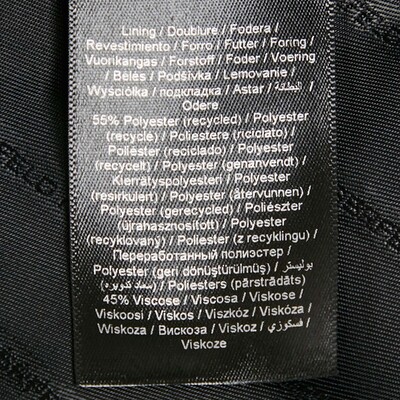 Lining / Doublure / Fodera /
Revestimiento / Forro / Futter / Foring /
Vuorikangas / Forstoff / Foder / Voering
/ Bélés / Podšívka / Lemovanie /
Wyściółka / подкладка / Astar / البطانة /
Odere
55% Polyester (recycled) / Polyester
(recyclé) / Poliestere (riciclato) /
Poliéster (reciclado) / Polyester
(recycelt) / Polyester (genanvendt) /
Kierrätyspolyesteri / Polyester
(resirkulert) / Polyester (återvunnen) /
Polyester (gerecycled) / Poliészter
(újrahasznosított) / Polyester
(recyklovaný) / Poliester (z recyklingu) /
Переработанный полиэстер /
Polyester (geri dönüştürülmüş) / بوليستر
/ Poliesters (pārstrādāts)
45% Viscose / Viscosa / Viskose /
Viskoosi / Viskos / Viszkóz / Viskóza /
Wiskoza / Вискоза / Viskoz / فسكوزي /
Viskoze